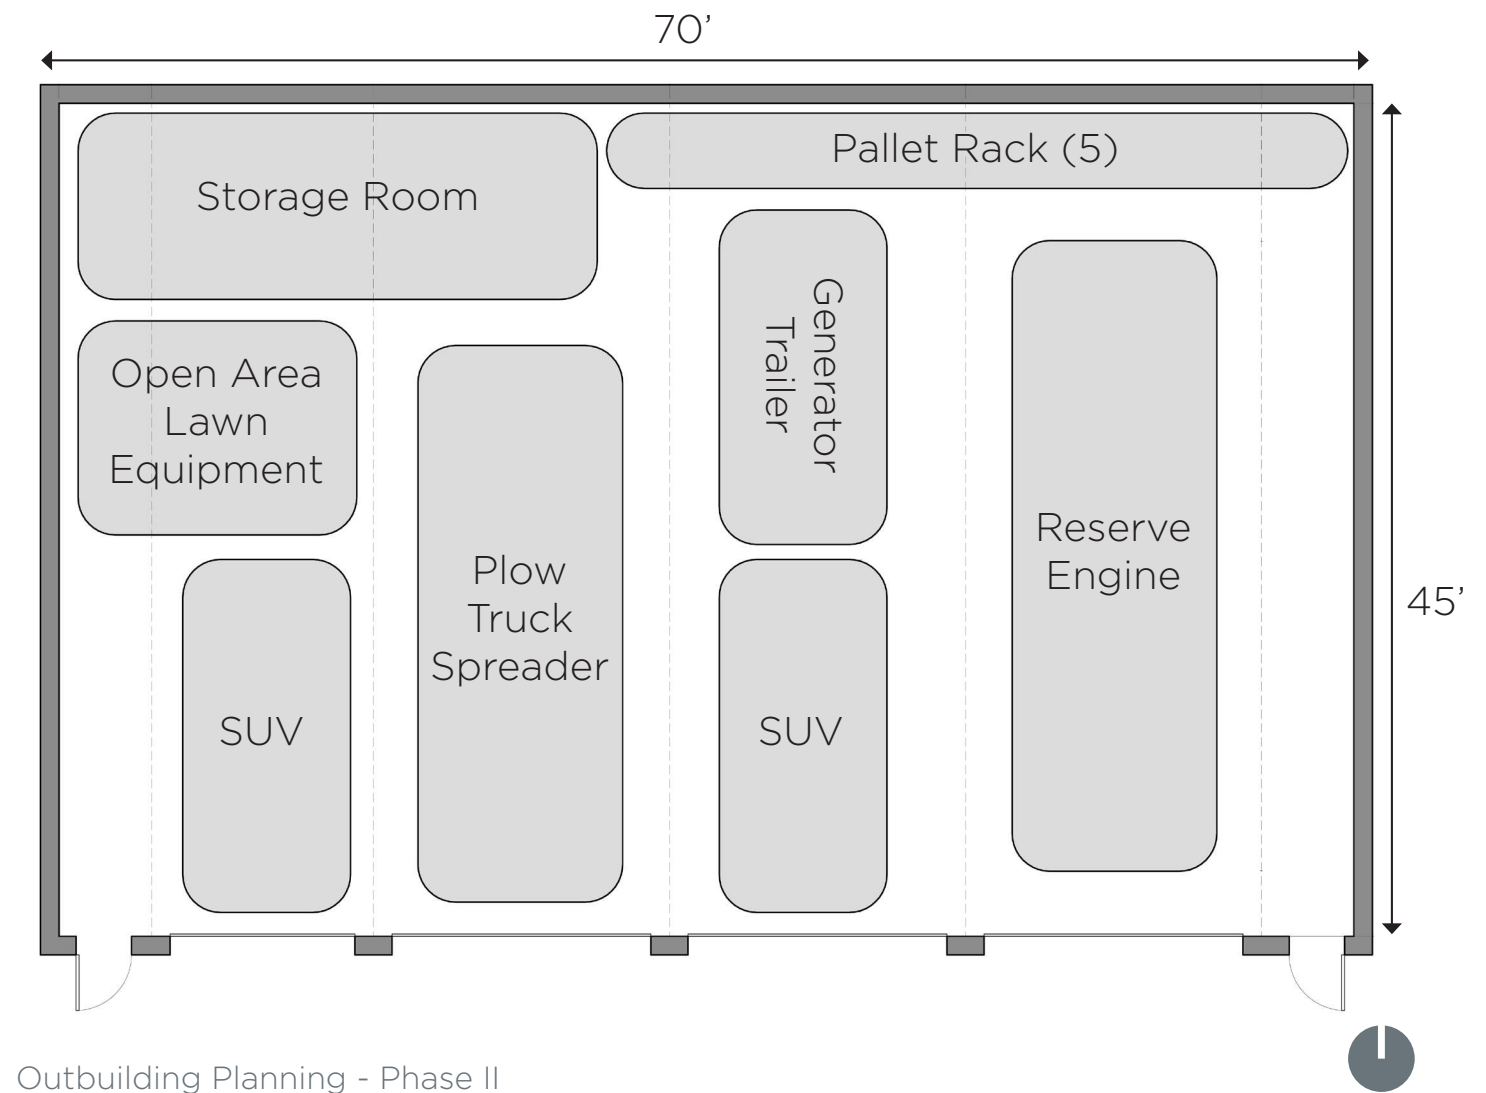 70’
Storage Room
Pallet Rack (5)
Generator
Trailer
Open Area
Lawn
Equipment
Plow
Truck
Spreader
Reserve
Engine
45’
SUV
SUV
Outbuilding Planning - Phase II